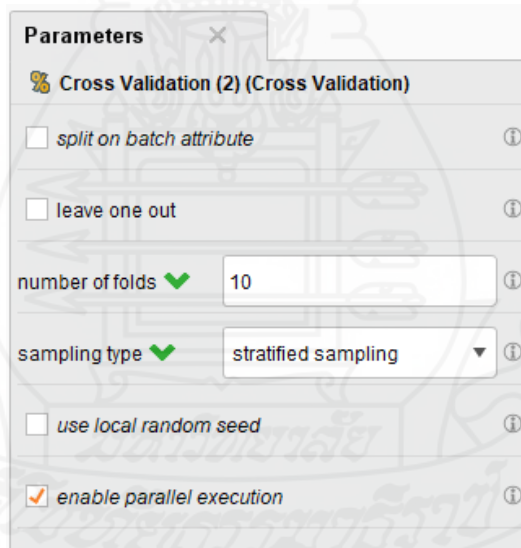 Parameters
Cross Validation (2) (Cross Validation)
split on batch attribute
leave one out
number of folds 10
sampling type stratified sampling
use local random seed
enable parallel execution